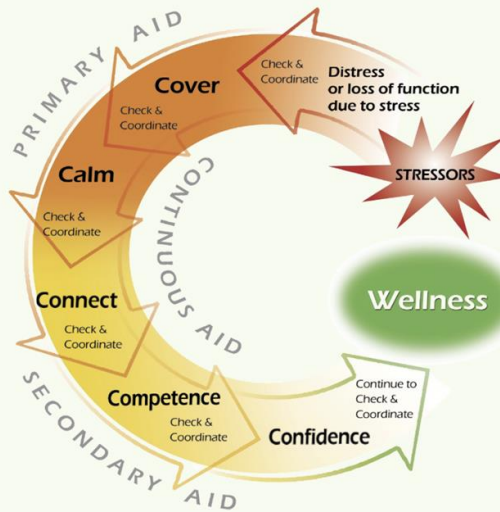 PRIMARY AID
Check &
Coordinate
Distress
or loss of function
due to stress
STRESSORS
Cover
Check &
Coordinate
Calm
Check &
Coordinate
CONTINUOUS AID
Connect
Check &
Coordinate
Wellness
SECONDARY AID
Competence
Check &
Coordinate
Confidence
Continue to
Check &
Coordinate